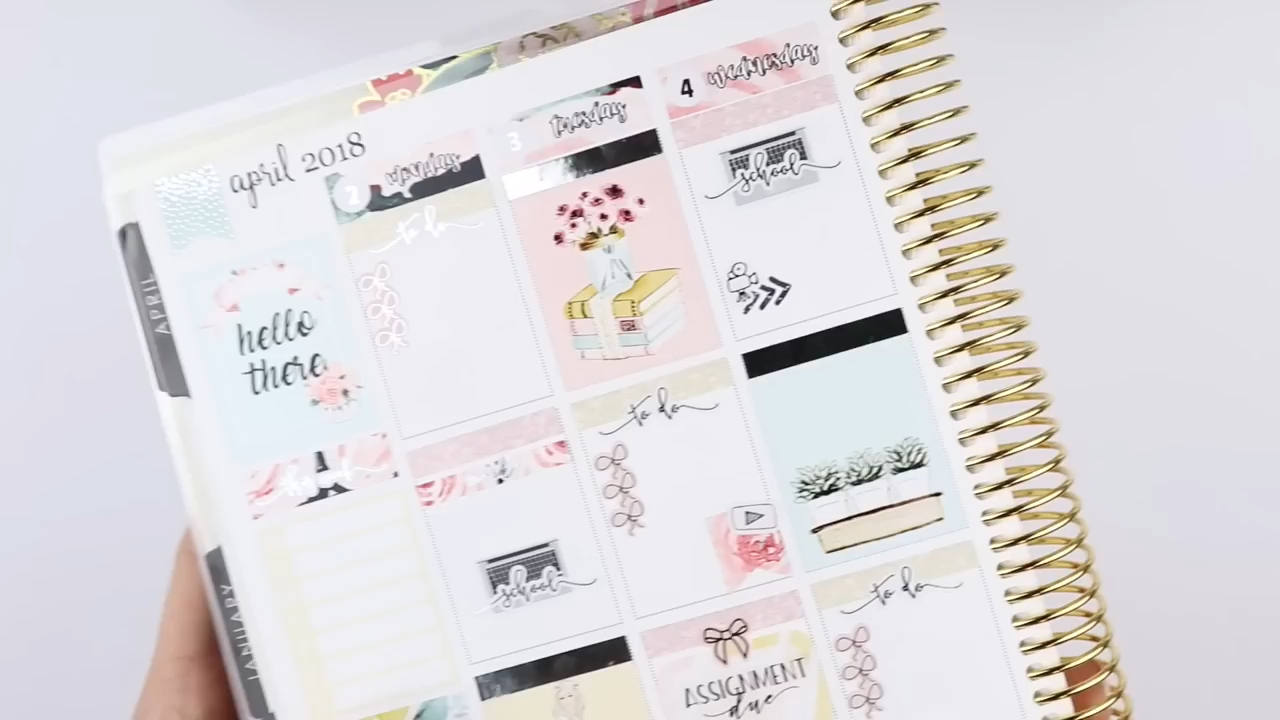 april 2018
2 monday
3 tuesday
4 wednesday
to do
school
APRIL
hello
there
to do
school
to do
ASSIGNMENT
due
JANUARY